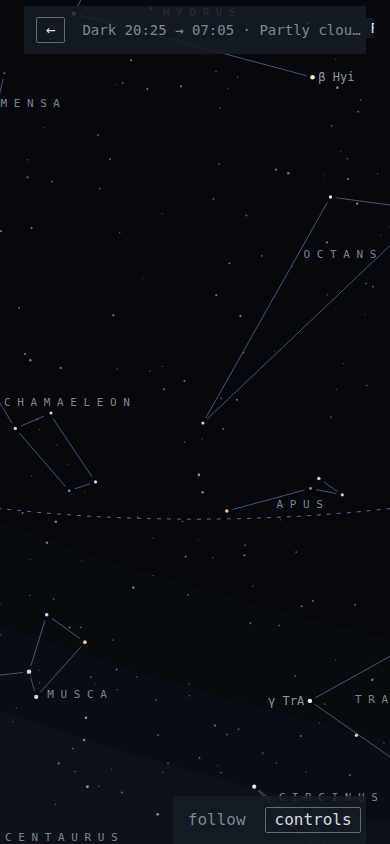 HYDRUS
← Dark 20:25 → 07:05 · Partly clou…
β Hyi
MENSA
OCTANS
CHAMAELEON
APUS
MUSCA
γ TrA
TRA
CIRCINUS
follow controls
CENTAURUS